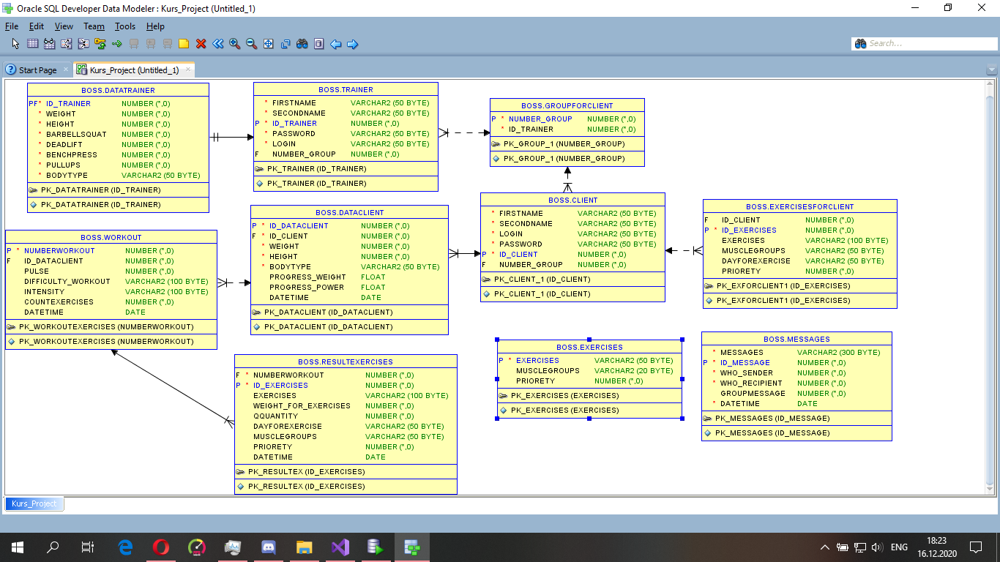 Oracle SQL Developer Data Modeler : Kurs_Project (Untitled_1)
File Edit View Team Tools Help
Search...
Start Page
Kurs_Project (Untitled_1)
BOSS.DATATRAINER
PF* ID_TRAINER NUMBER (*,0)
* WEIGHT NUMBER (*,0)
* HEIGHT NUMBER (*,0)
* BARBELLSQUAT NUMBER (*,0)
* DEADLIFT NUMBER (*,0)
* BENCHPRESS NUMBER (*,0)
* PULLUPS NUMBER (*,0)
* BODYTYPE VARCHAR2 (50 BYTE)
PK_DATATRAINER (ID_TRAINER)
PK_DATATRAINER (ID_TRAINER)
BOSS.TRAINER
* FIRSTNAME VARCHAR2 (50 BYTE)
* SECONDNAME VARCHAR2 (50 BYTE)
P * ID_TRAINER NUMBER (*,0)
* PASSWORD VARCHAR2 (50 BYTE)
* LOGIN VARCHAR2 (50 BYTE)
F NUMBER_GROUP NUMBER (*,0)
PK_TRAINER (ID_TRAINER)
PK_TRAINER (ID_TRAINER)
BOSS.GROUPFORCLIENT
P * NUMBER_GROUP NUMBER (*,0)
* ID_TRAINER NUMBER (*,0)
PK_GROUP_1 (NUMBER_GROUP)
PK_GROUP_1 (NUMBER_GROUP)
BOSS.WORKOUT
P * NUMBERWORKOUT NUMBER (*,0)
F ID_DATACLIENT NUMBER (*,0)
PULSE NUMBER (*,0)
DIFFICULTY_WORKOUT VARCHAR2 (100 BYTE)
INTENSITY VARCHAR2 (100 BYTE)
COUNTEXERCISES NUMBER (*,0)
DATETIME DATE
PK_WORKOUTEXERCISES (NUMBERWORKOUT)
PK_WORKOUTEXERCISES (NUMBERWORKOUT)
BOSS.DATACLIENT
P * ID_DATACLIENT NUMBER (*,0)
F * ID_CLIENT NUMBER (*,0)
* WEIGHT NUMBER (*,0)
* HEIGHT NUMBER (*,0)
* BODYTYPE VARCHAR2 (50 BYTE)
PROGRESS_WEIGHT FLOAT
PROGRESS_POWER FLOAT
DATETIME DATE
PK_DATACLIENT (ID_DATACLIENT)
PK_DATACLIENT (ID_DATACLIENT)
BOSS.CLIENT
* FIRSTNAME VARCHAR2 (50 BYTE)
* SECONDNAME VARCHAR2 (50 BYTE)
* LOGIN VARCHAR2 (50 BYTE)
* PASSWORD VARCHAR2 (50 BYTE)
P * ID_CLIENT NUMBER (*,0)
F NUMBER_GROUP NUMBER (*,0)
PK_CLIENT_1 (ID_CLIENT)
PK_CLIENT_1 (ID_CLIENT)
BOSS.EXERCISESFORCLIENT
F ID_CLIENT NUMBER (*,0)
P * ID_EXERCISES NUMBER (*,0)
EXERCISES VARCHAR2 (100 BYTE)
MUSCLEGROUPS VARCHAR2 (50 BYTE)
DAYFOREXERCISE VARCHAR2 (50 BYTE)
PRIORETY NUMBER (*,0)
PK_EXFORCLIENT1 (ID_EXERCISES)
PK_EXFORCLIENT1 (ID_EXERCISES)
BOSS.RESULTEXERCISES
F * NUMBERWORKOUT NUMBER (*,0)
P * ID_EXERCISES NUMBER (*,0)
EXERCISES VARCHAR2 (100 BYTE)
WEIGHT_FOR_EXERCISES NUMBER (*,0)
QQUANTITY NUMBER (*,0)
DAYFOREXERCISE VARCHAR2 (50 BYTE)
MUSCLEGROUPS VARCHAR2 (50 BYTE)
PRIORETY NUMBER (*,0)
DATETIME DATE
PK_RESULTEX (ID_EXERCISES)
PK_RESULTEX (ID_EXERCISES)
BOSS.EXERCISES
P * EXERCISES VARCHAR2 (50 BYTE)
MUSCLEGROUPS VARCHAR2 (20 BYTE)
PRIORETY NUMBER (*,0)
PK_EXERCISES (EXERCISES)
PK_EXERCISES (EXERCISES)
BOSS.MESSAGES
* MESSAGES VARCHAR2 (300 BYTE)
P * ID_MESSAGE NUMBER (*,0)
* WHO_SENDER NUMBER (*,0)
* WHO_RECIPIENT NUMBER (*,0)
GROUPMESSAGE NUMBER (*,0)
* DATETIME DATE
PK_MESSAGES (ID_MESSAGE)
PK_MESSAGES (ID_MESSAGE)
Kurs_Project
ENG
18:23
16.12.2020